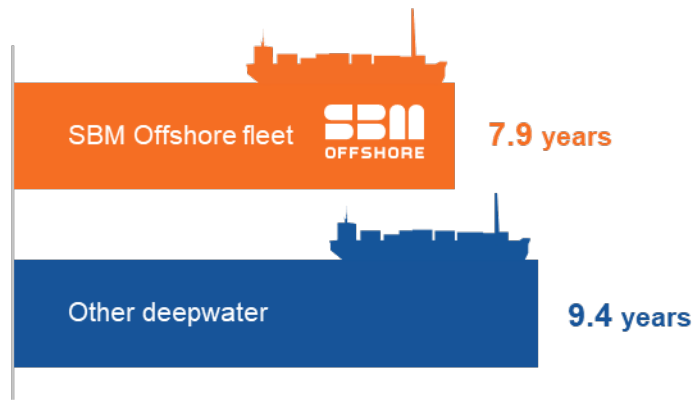 SBM Offshore fleet
SBM
OFFSHORE
7.9 years
Other deepwater
9.4 years